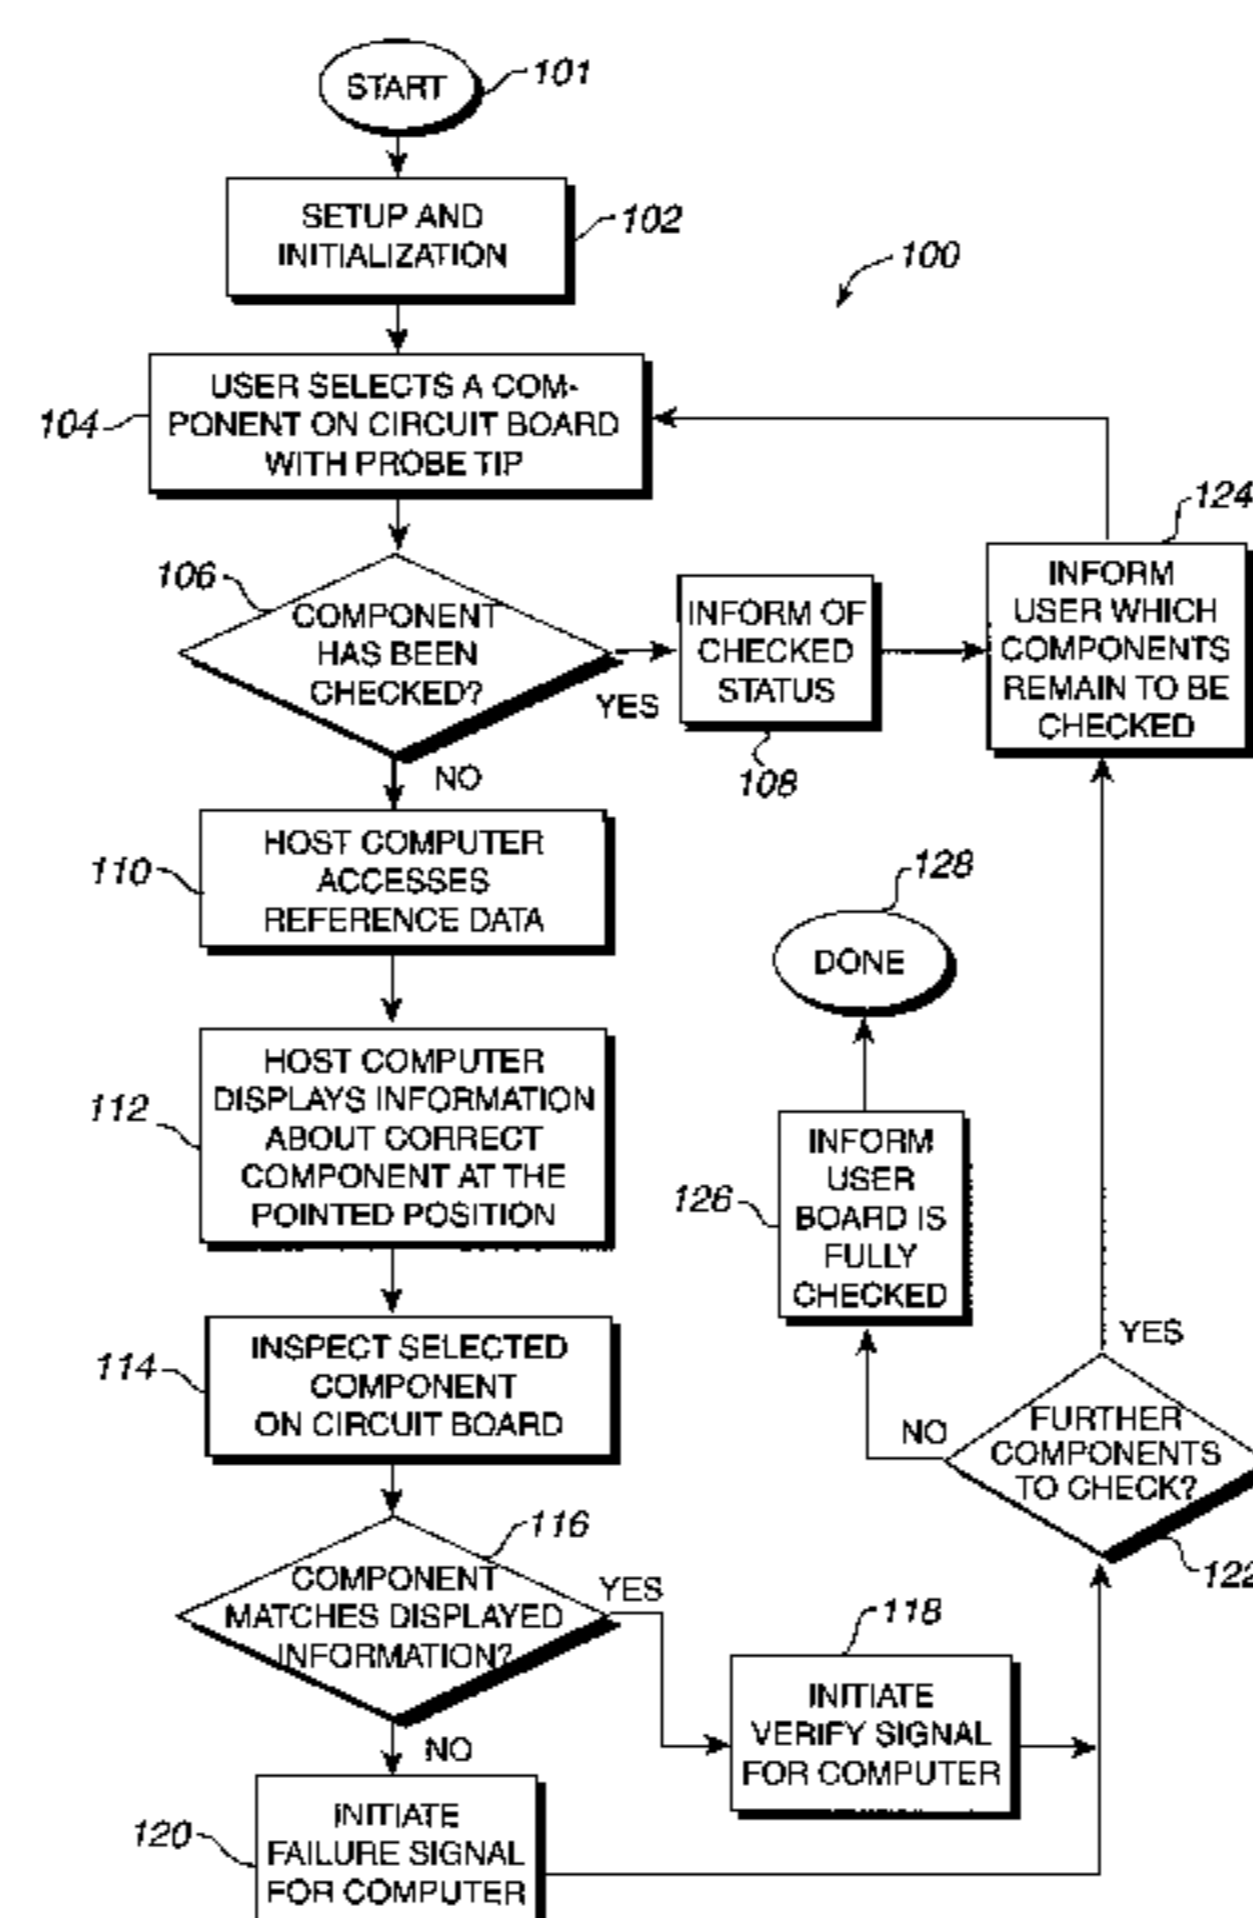 START
101
SETUP AND
INITIALIZATION
102
100
104
USER SELECTS A COM-
PONENT ON CIRCUIT BOARD
WITH PROBE TIP
106
COMPONENT
HAS BEEN
CHECKED?
YES
NO
INFORM OF
CHECKED
STATUS
108
124
INFORM
USER WHICH
COMPONENTS
REMAIN TO BE
CHECKED
110
HOST COMPUTER
ACCESSES
REFERENCE DATA
112
HOST COMPUTER
DISPLAYS INFORMATION
ABOUT CORRECT
COMPONENT AT THE
POINTED POSITION
114
INSPECT SELECTED
COMPONENT
ON CIRCUIT BOARD
116
COMPONENT
MATCHES DISPLAYED
INFORMATION?
YES
NO
118
INITIATE
VERIFY SIGNAL
FOR COMPUTER
120
INITIATE
FAILURE SIGNAL
FOR COMPUTER
122
FURTHER
COMPONENTS
TO CHECK?
YES
NO
126
INFORM
USER
BOARD IS
FULLY
CHECKED
128
DONE